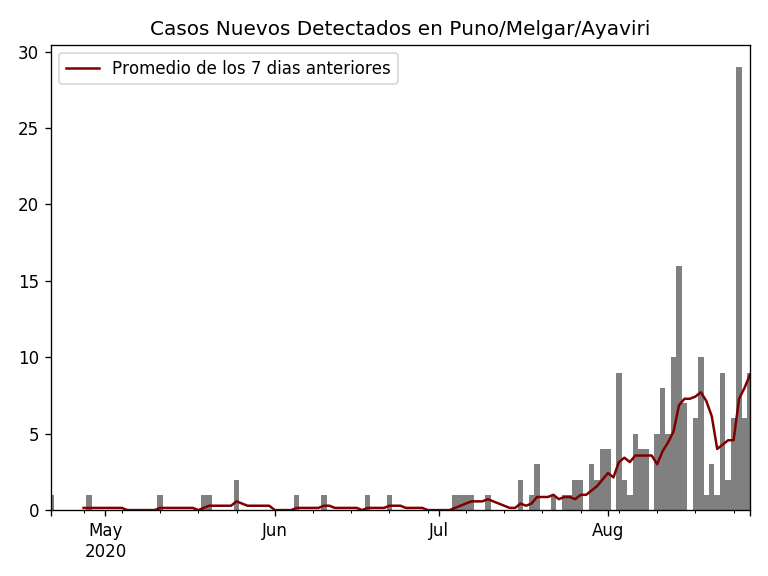 Casos Nuevos Detectados en Puno/Melgar/Ayaviri
Promedio de los 7 dias anteriores
30
25
20
15
10
5
0
May
2020
Jun
Jul
Aug